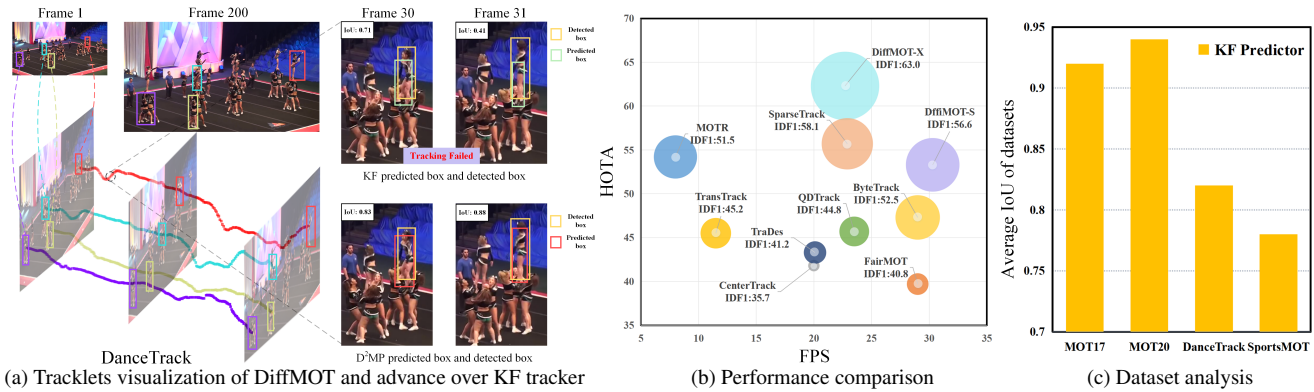 Frame 1
Frame 200
Frame 30
Frame 31
IoU: 0.71
IoU: 0.41
Detected
box
Predicted
box
Tracking Failed
KF predicted box and detected box
IoU: 0.83
IoU: 0.88
Detected
box
Predicted
box
D²MP predicted box and detected box
DanceTrack
(a) Tracklets visualization of DiffMOT and advance over KF tracker
HOTA
70
65
60
55
50
45
40
35
DiffMOT-X
IDF1:63.0
SparseTrack
IDF1:58.1
DffiMOT-S
IDF1:56.6
MOTR
IDF1:51.5
ByteTrack
IDF1:52.5
TransTrack
IDF1:45.2
QDTrack
IDF1:44.8
TraDes
IDF1:41.2
FairMOT
IDF1:40.8
CenterTrack
IDF1:35.7
5
10
15
20
25
30
35
FPS
(b) Performance comparison
Average IoU of datasets
0.95
0.9
0.85
0.8
0.75
0.7
KF Predictor
MOT17
MOT20
DanceTrack
SportsMOT
(c) Dataset analysis